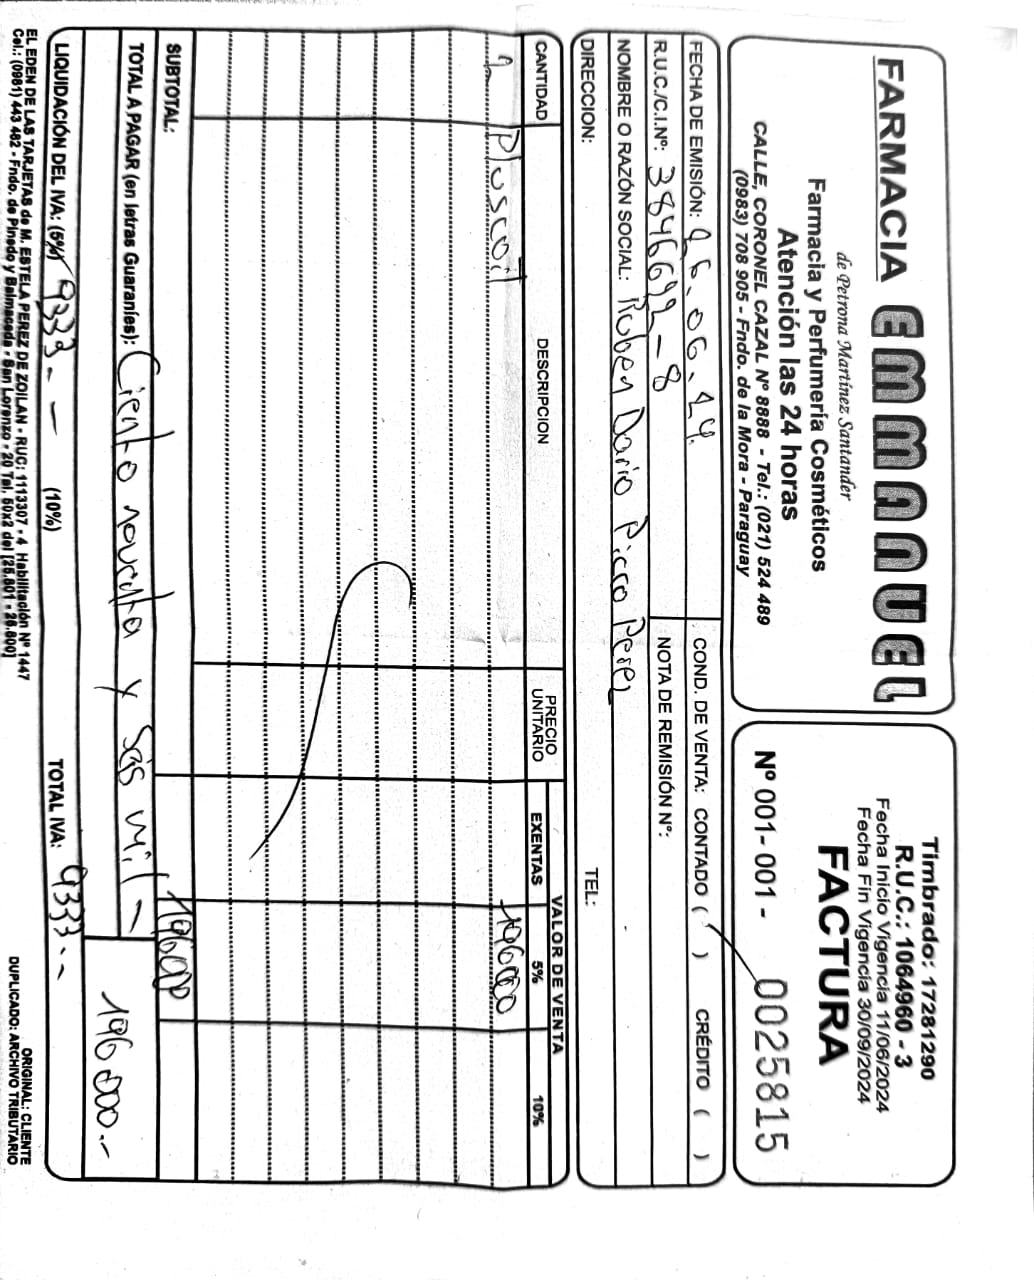 FARMACIA EMMANUEL
de Petrona Martínez Santander
Farmacia y Perfumería Cosméticos
Atención las 24 horas
CALLE, CORONEL CAZAL Nº 8888 - Tel.: (021) 524 489
(0983) 708 905 - Fndo. de la Mora - Paraguay
Timbrado: 17281290
R.U.C.: 1064960 - 3
Fecha Inicio Vigencia 11/06/2024
Fecha Fin Vigencia 30/09/2024
FACTURA
Nº 001- 001 - 0025815
FECHA DE EMISIÓN: 26.06.24. COND. DE VENTA: CONTADO ( ) CRÉDITO ( )
R.U.C./C.I.Nº: 3846692-8 NOTA DE REMISIÓN Nº:
NOMBRE O RAZÓN SOCIAL: Ruben Dario Picco Perez
DIRECCION: TEL:
CANTIDAD DESCRIPCION PRECIO UNITARIO VALOR DE VENTA
EXENTAS 5% 10%
Pluscoil 196000
SUBTOTAL: 196000
TOTAL A PAGAR (en letras Guaraníes): Ciento noventa y Seis mil - 196000.-
LIQUIDACIÓN DEL IVA: (5%) 9333.- - (10%) TOTAL IVA: 9333.-
EL EDEN DE LAS TARJETAS de M. ESTELA PEREZ DE ZOILAN - RUC: 1113307 - 4 Habilitación Nº 1447
Cel.: (0981) 443 482 - Fndo. de Pinedo y Balmaceda - San Lorenzo - 20 Tal. 50x2 del [25.601 - 26.600]
ORIGINAL: CLIENTE
DUPLICADO: ARCHIVO TRIBUTARIO